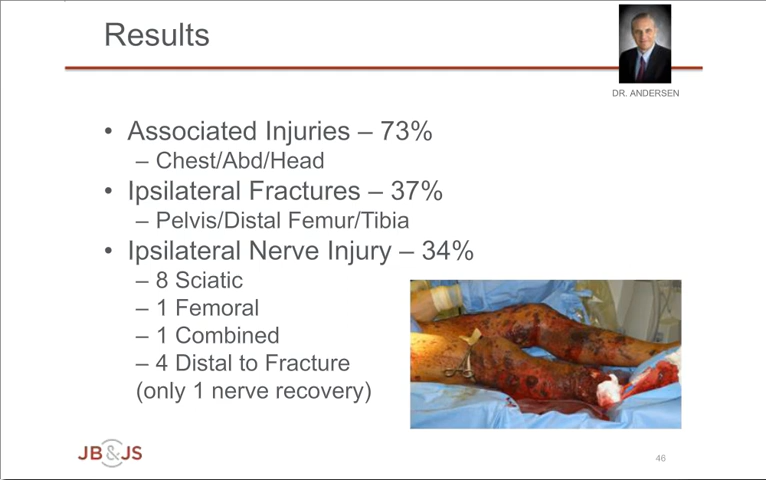 Results
DR. ANDERSEN
• Associated Injuries – 73%
– Chest/Abd/Head
• Ipsilateral Fractures – 37%
– Pelvis/Distal Femur/Tibia
• Ipsilateral Nerve Injury – 34%
– 8 Sciatic
– 1 Femoral
– 1 Combined
– 4 Distal to Fracture
(only 1 nerve recovery)
JB&JS
46